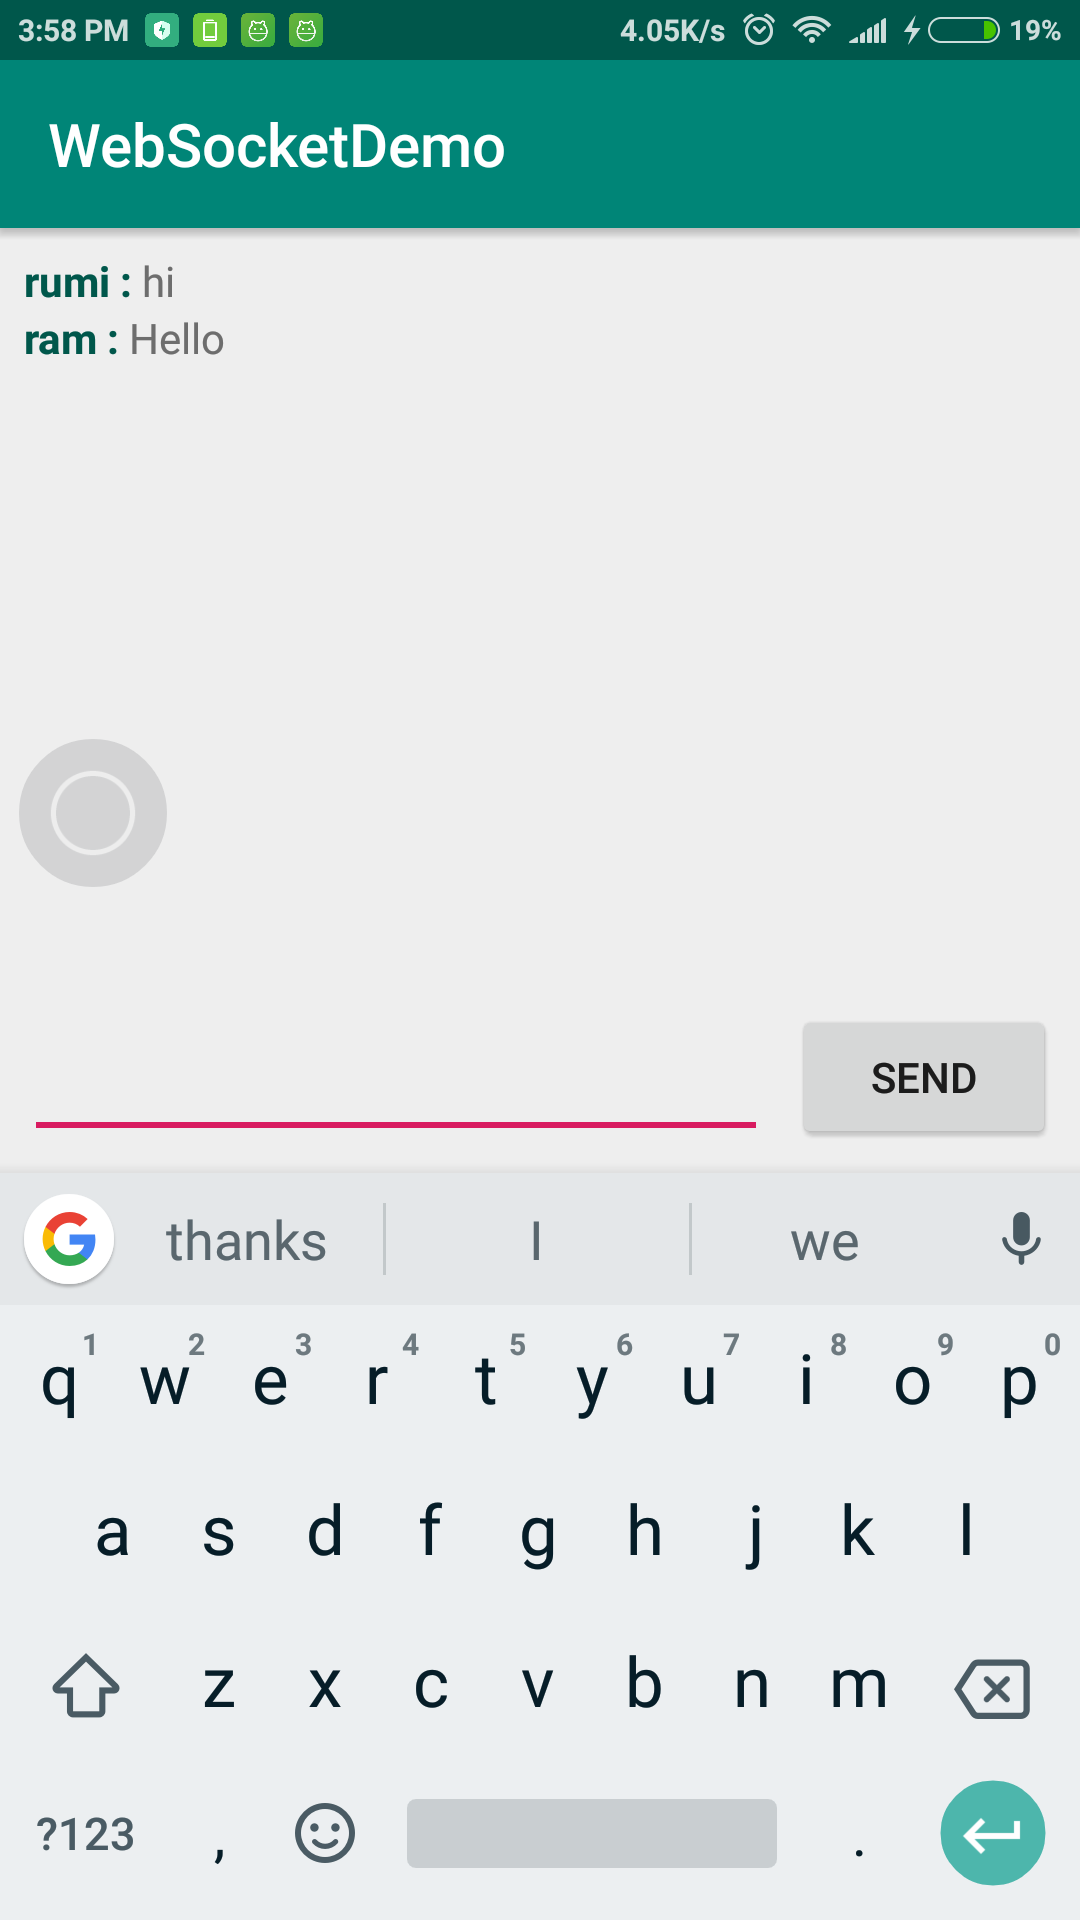 3:58 PM 4.05K/s 19%
WebSocketDemo
rumi : hi
ram : Hello
SEND
thanks I we
1 2 3 4 5 6 7 8 9 0
q w e r t y u i o p
a s d f g h j k l
z x c v b n m
?123 , .